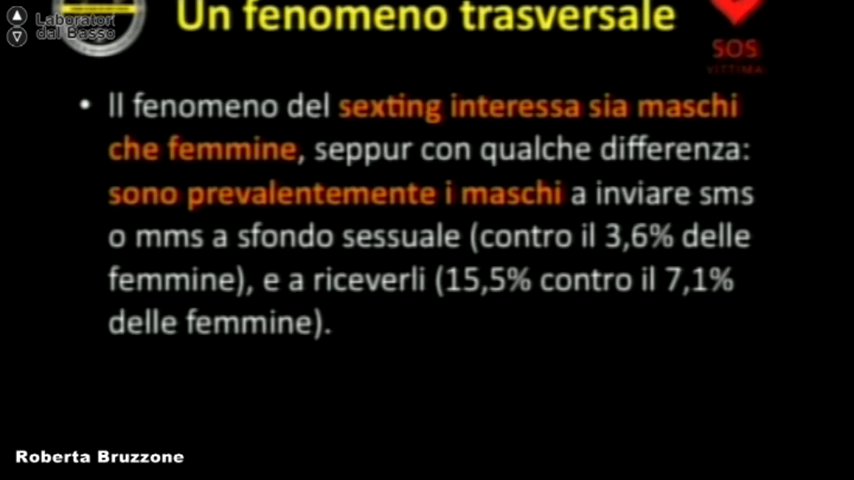 Laboratori
dal Basso
Un fenomeno trasversale
SOS
VITTIMA
• Il fenomeno del sexting interessa sia maschi
che femmine, seppur con qualche differenza:
sono prevalentemente i maschi a inviare sms
o mms a sfondo sessuale (contro il 3,6% delle
femmine), e a riceverli (15,5% contro il 7,1%
delle femmine).
Roberta Bruzzone